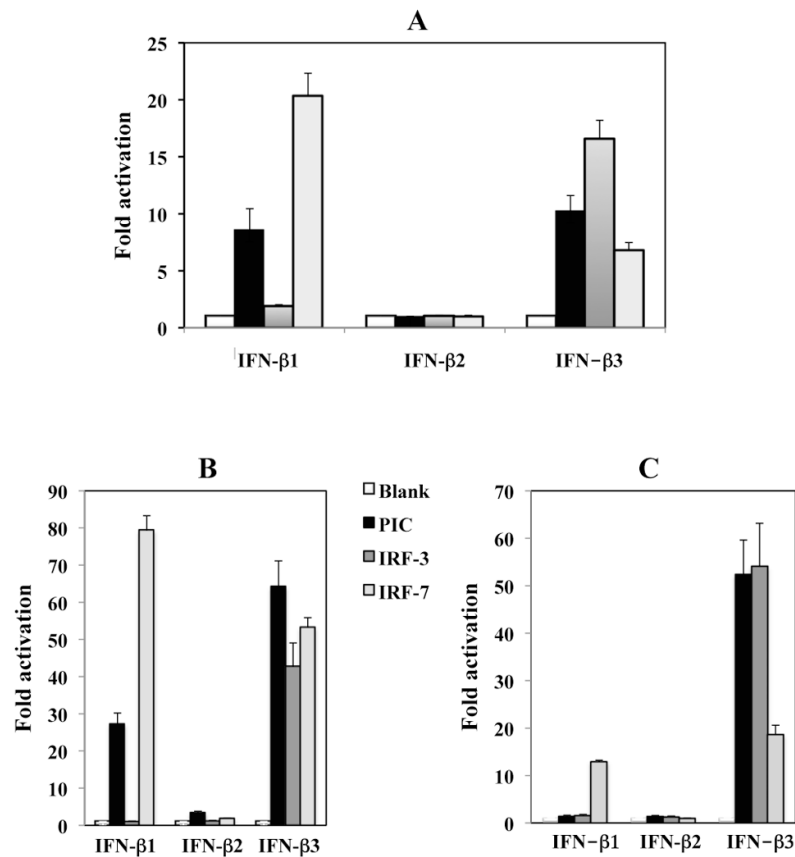 A
25
20
15
10
5
0
Fold activation
IFN-β1 IFN-β2 IFN−β3
B
90
80
70
60
50
40
30
20
10
0
Fold activation
IFN-β1 IFN-β2 IFN-β3
Blank
PIC
IRF-3
IRF-7
C
70
60
50
40
30
20
10
0
Fold activation
IFN−β1 IFN-β2 IFN−β3